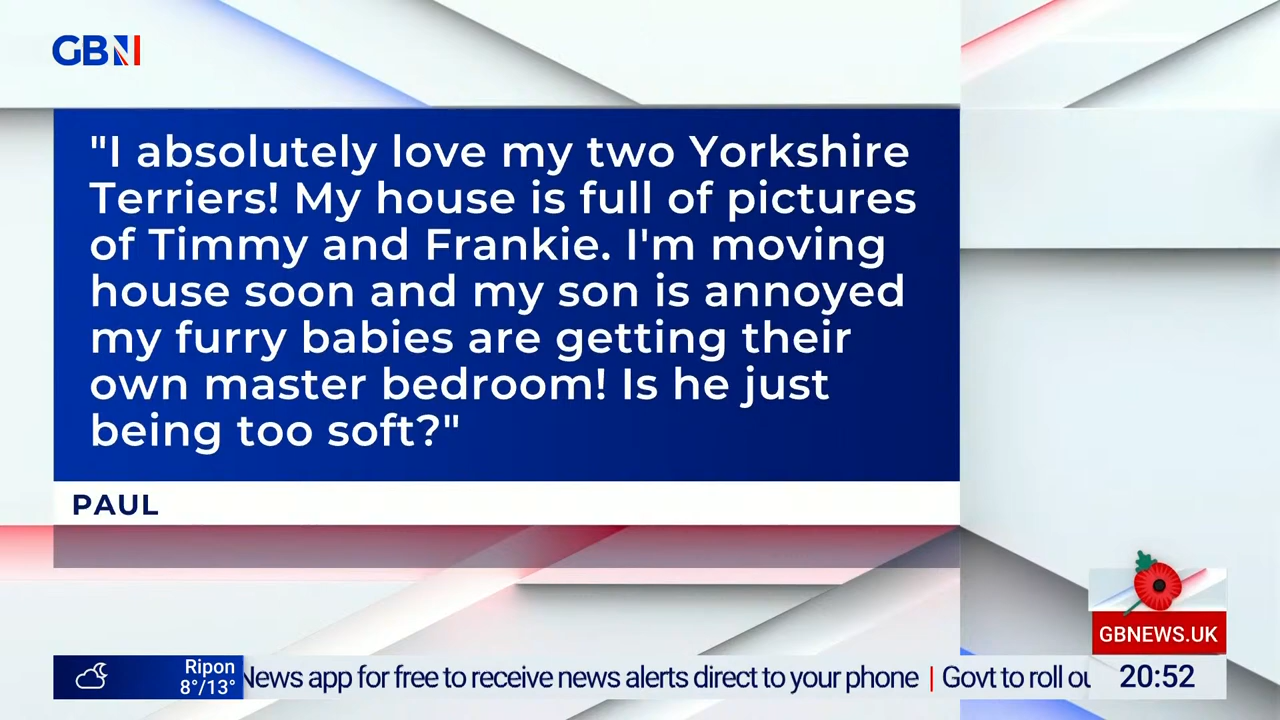 GBN
"I absolutely love my two Yorkshire
Terriers! My house is full of pictures
of Timmy and Frankie. I'm moving
house soon and my son is annoyed
my furry babies are getting their
own master bedroom! Is he just
being too soft?"
PAUL
GBNEWS.UK
Ripon
8°/13°
News app for free to receive news alerts direct to your phone | Govt to roll
20:52